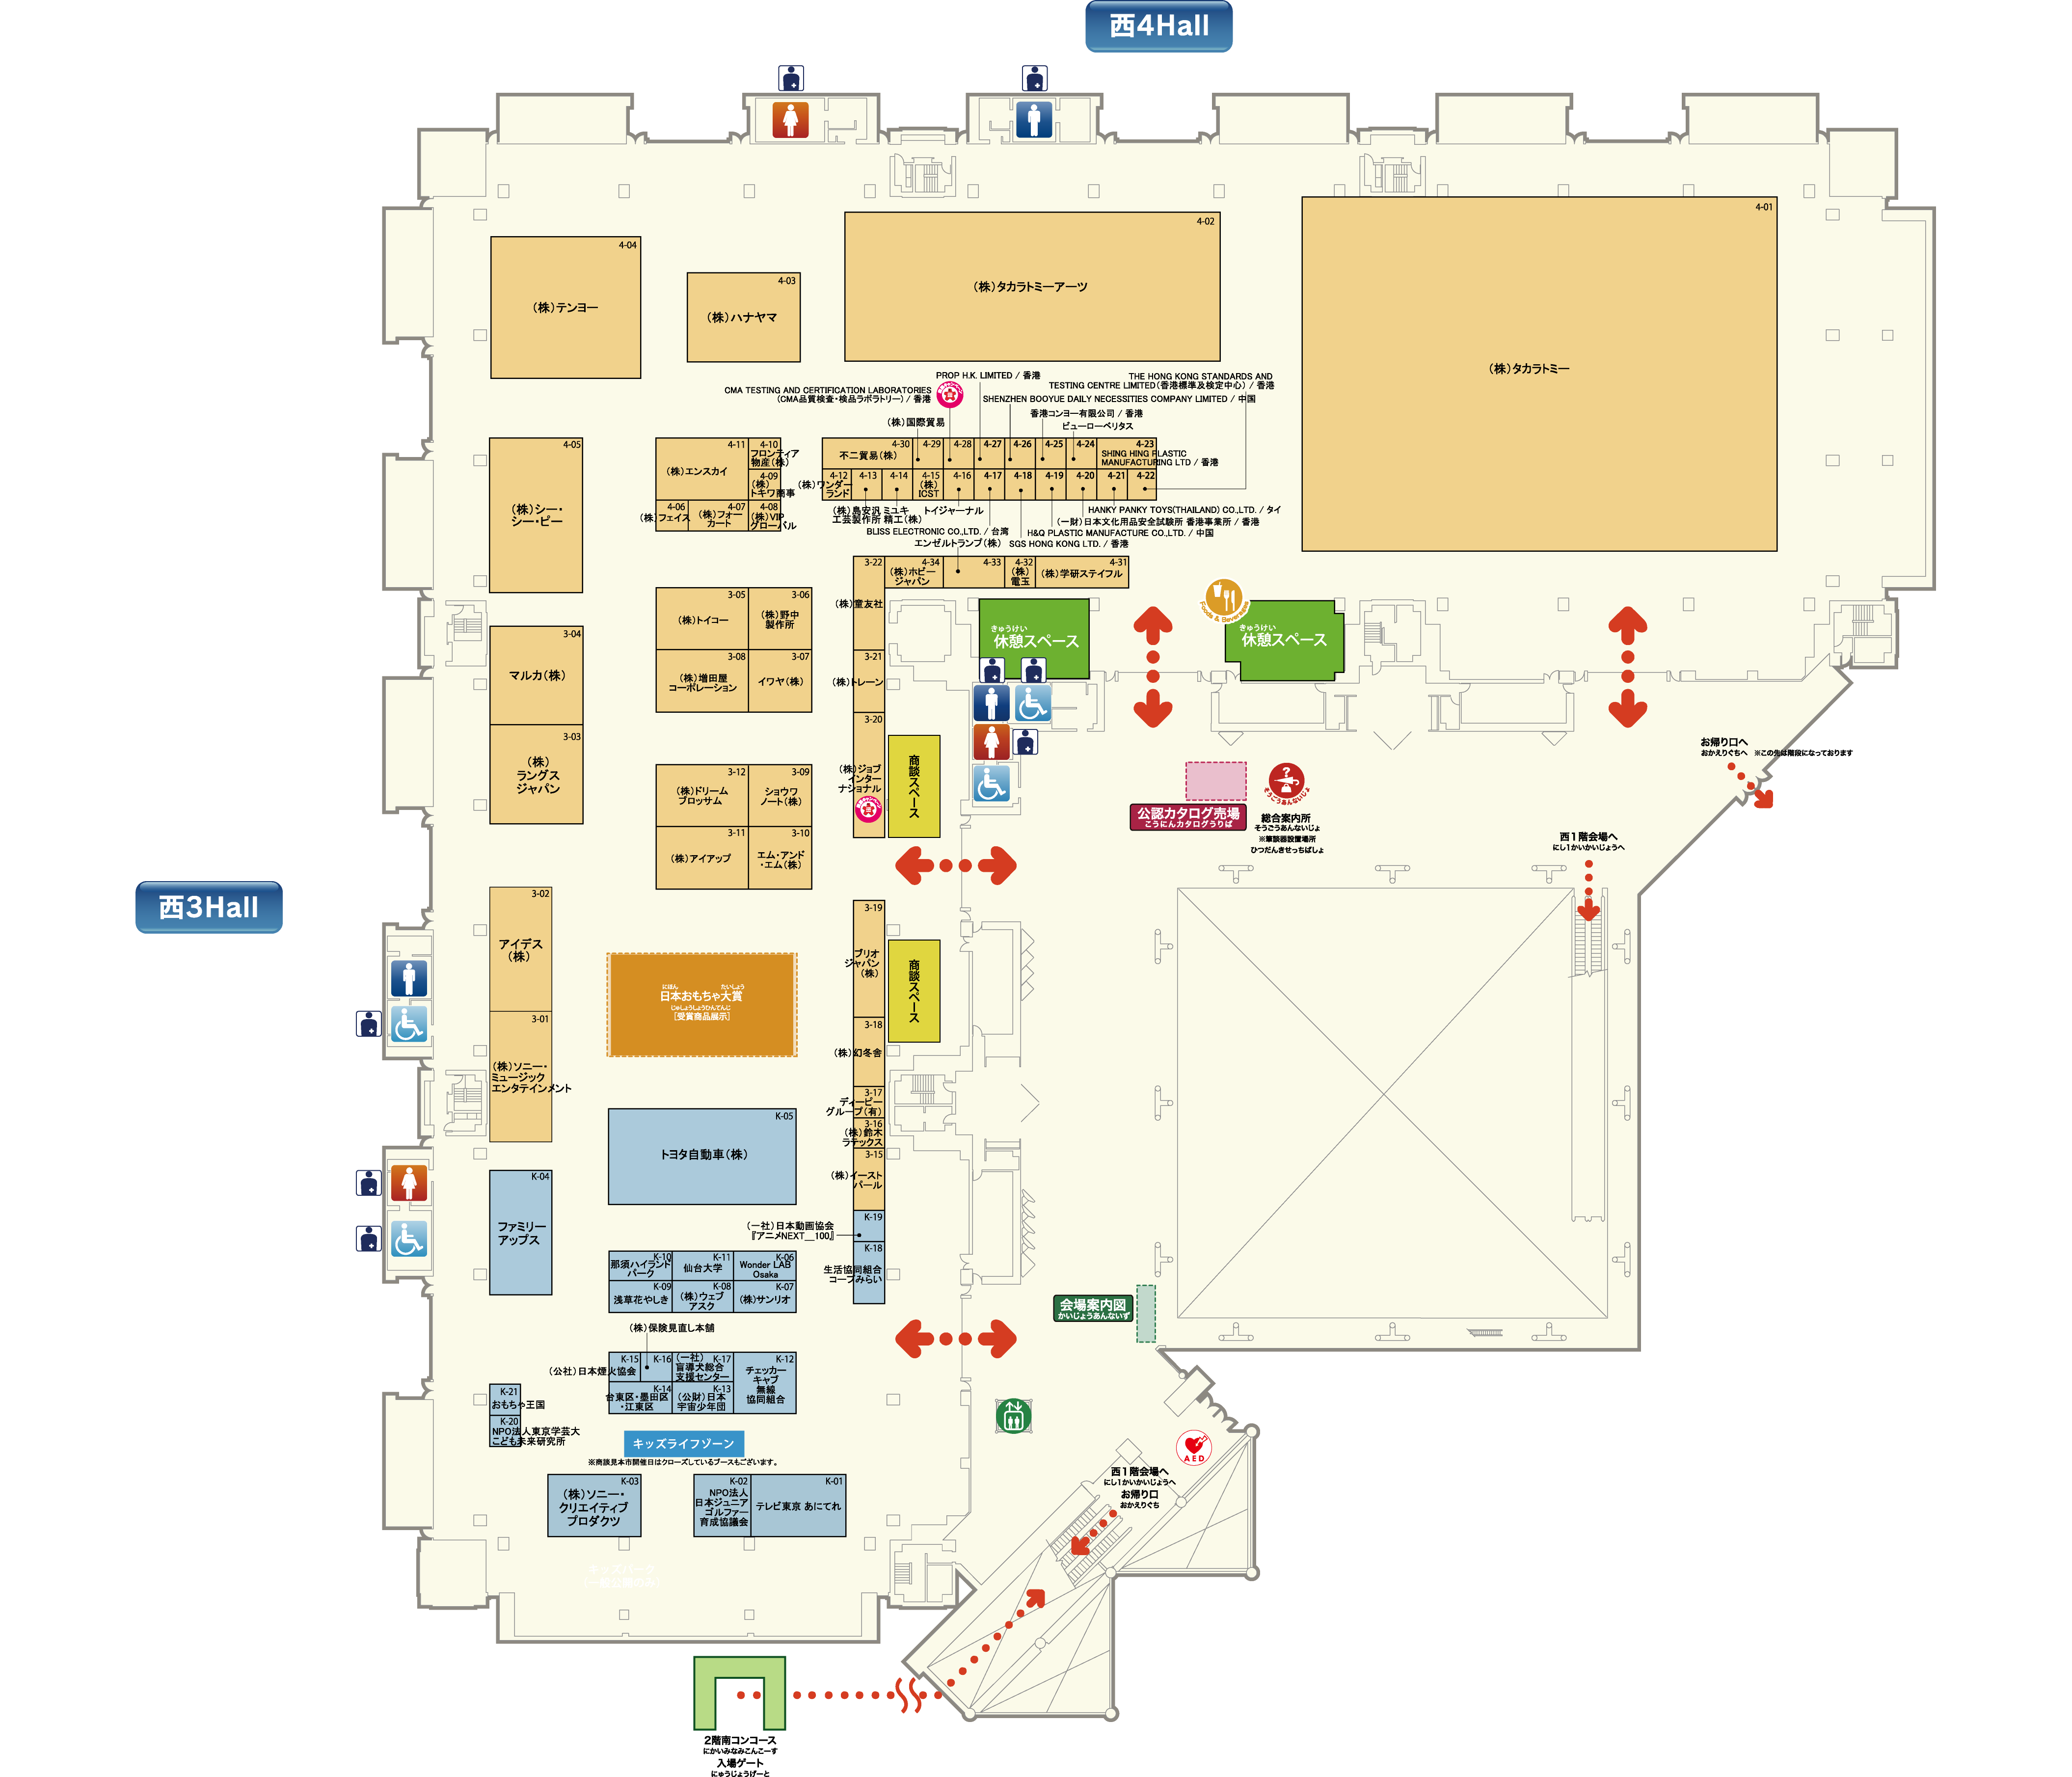 西4Hall
4-01
(株)タカラトミー
4-02
(株)タカラトミーアーツ
4-03
(株)ハナヤマ
4-04
(株)テンヨー
PROP H.K. LIMITED / 香港
THE HONG KONG STANDARDS AND
TESTING CENTRE LIMITED(香港標準及検定中心) / 香港
CMA TESTING AND CERTIFICATION LABORATORIES
(CMA品質検査・検品ラボラトリー) / 香港
SHENZHEN BOOYUE DAILY NECESSITIES COMPANY LIMITED / 中国
香港コンヨー有限公司 / 香港
(株)国際貿易
ビューローベリタス
4-05
(株)シー・
シー・ピー
4-11
(株)エンスカイ
4-10
フロンティア
物産(株)
4-09
(株)
トキワ商事
4-06
(株)フェイス
4-07
(株)フォー
カート
4-08
(株)VIP
グローバル
4-30
不二貿易(株)
4-29
4-28
4-27
4-26
4-25
4-24
4-23
SHING HING PLASTIC
MANUFACTURING LTD / 香港
4-12
(株)ワンダー
ランド
4-13
4-14
4-15
(株)
ICST
4-16
4-17
4-18
4-19
4-20
4-21
4-22
(株)島安汎
工芸製作所
ミユキ
精工(株)
トイジャーナル
HANKY PANKY TOYS(THAILAND) CO.,LTD. / タイ
(一財)日本文化用品安全試験所 香港事業所 / 香港
BLISS ELECTRONIC CO.,LTD. / 台湾
H&Q PLASTIC MANUFACTURE CO.,LTD. / 中国
エンゼルトランプ(株)
SGS HONG KONG LTD. / 香港
3-22
(株)童友社
4-34
(株)ホビー
ジャパン
4-33
4-32
(株)
電玉
4-31
(株)学研ステイフル
3-05
(株)トイコー
3-06
(株)野中
製作所
3-08
(株)増田屋
コーポレーション
3-07
イワヤ(株)
3-04
マルカ(株)
3-03
(株)
ラングス
ジャパン
3-21
(株)トレーン
3-20
(株)ジョブ
インター
ナショナル
商談スペース
きゅうけい
休憩スペース
Foods & Beverages
きゅうけい
休憩スペース
お帰り口へ
おかえりぐちへ ※この先は階段になっております
公認カタログ売場
こうにんカタログうりば
そうごうあんないじょ
総合案内所
そうごうあんないじょ
※筆談器設置場所
ひつだんきせっちばしょ
西1階会場へ
にし1かいかいじょうへ
3-12
(株)ドリーム
ブロッサム
3-09
ショウワ
ノート(株)
3-11
(株)アイアップ
3-10
エム・アンド
・エム(株)
西3Hall
3-02
アイデス
(株)
3-01
(株)ソニー・
ミュージック
エンタテインメント
にほん たいしょう
日本おもちゃ大賞
じゅしょうしょうひんてんじ
[受賞商品展示]
3-19
ブリオ
ジャパン
(株)
商談スペース
3-18
(株)幻冬舎
3-17
ディーピー
グループ(有)
3-16
(株)鈴木
ラテックス
3-15
(株)イースト
パール
K-05
トヨタ自動車(株)
K-04
ファミリー
アップス
K-19
(一社)日本動画協会
『アニメNEXT_100』
K-18
生活協同組合
コープみらい
K-10
那須ハイランド
パーク
K-11
仙台大学
K-06
Wonder LAB
Osaka
K-09
浅草花やしき
K-08
(株)ウェブ
アスク
K-07
(株)サンリオ
会場案内図
かいじょうあんないず
(株)保険見直し本舗
K-15
(公社)日本煙火協会
K-16
K-17
(一社)
盲導犬総合
支援センター
K-12
チェッカー
キャブ
無線
協同組合
K-14
台東区・墨田区
・江東区
K-13
(公財)日本
宇宙少年団
K-21
おもちゃ王国
K-20
NPO法人東京学芸大
こども未来研究所
キッズライフゾーン
※商談見本市開催日はクローズしているブースもございます。
K-03
(株)ソニー・
クリエイティブ
プロダクツ
K-02
NPO法人
日本ジュニア
ゴルファー
育成協議会
K-01
テレビ東京 あにてれ
AED
西1階会場へ
にし1かいかいじょうへ
お帰り口
おかえりぐち
キッズパーク
(一般公開のみ)
2階南コンコース
にかいみなみこんこーす
入場ゲート
にゅうじょうげーと